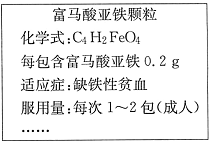 富马酸亚铁颗粒
化学式:C₄H₂FeO₄
每包含富马酸亚铁 0.2 g
适应症:缺铁性贫血
服用量:每次 1~2 包(成人)
……